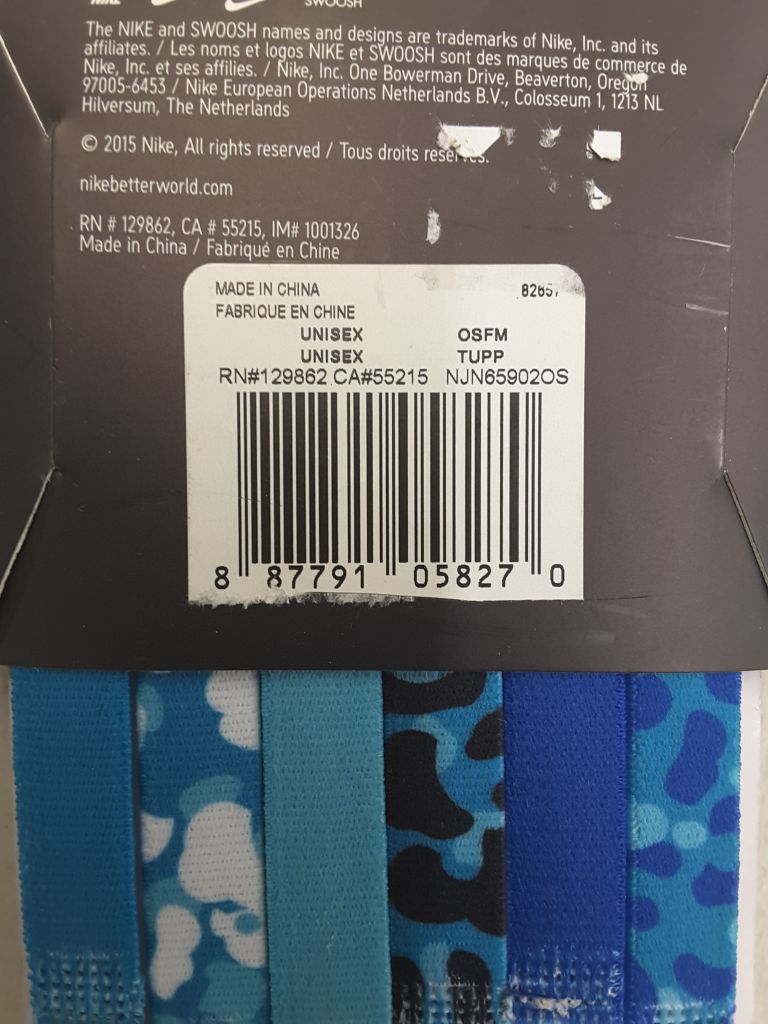 NIKE SWOOSH
The NIKE and SWOOSH names and designs are trademarks of Nike, Inc. and its
affiliates. / Les noms et logos NIKE et SWOOSH sont des marques de commerce de
Nike, Inc. et ses affilies. / Nike, Inc. One Bowerman Drive, Beaverton, Oregon
97005-6453 / Nike European Operations Netherlands B.V., Colosseum 1, 1213 NL
Hilversum, The Netherlands
© 2015 Nike, All rights reserved / Tous droits reserves.
nikebetterworld.com
RN # 129862, CA # 55215, IM# 1001326
Made in China / Fabriqué en Chine
MADE IN CHINA
FABRIQUE EN CHINE
UNISEX OSFM
UNISEX TUPP
RN#129862 CA#55215 NJN65902OS
8 87791 05827 0